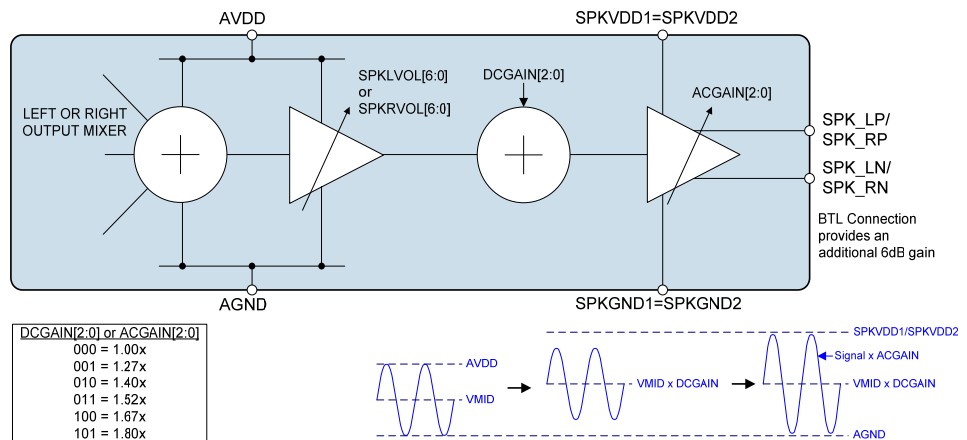 AVDD
SPKVDD1=SPKVDD2
SPKLVOL[6:0]
or
SPKRVOL[6:0]
DCGAIN[2:0]
ACGAIN[2:0]
LEFT OR RIGHT
OUTPUT MIXER
SPK_LP/
SPK_RP
SPK_LN/
SPK_RN
BTL Connection
provides an
additional 6dB gain
AGND
SPKGND1=SPKGND2
DCGAIN[2:0] or ACGAIN[2:0]
000 = 1.00x
001 = 1.27x
010 = 1.40x
011 = 1.52x
100 = 1.67x
101 = 1.80x
AVDD
VMID
VMID x DCGAIN
SPKVDD1/SPKVDD2
Signal x ACGAIN
VMID x DCGAIN
AGND